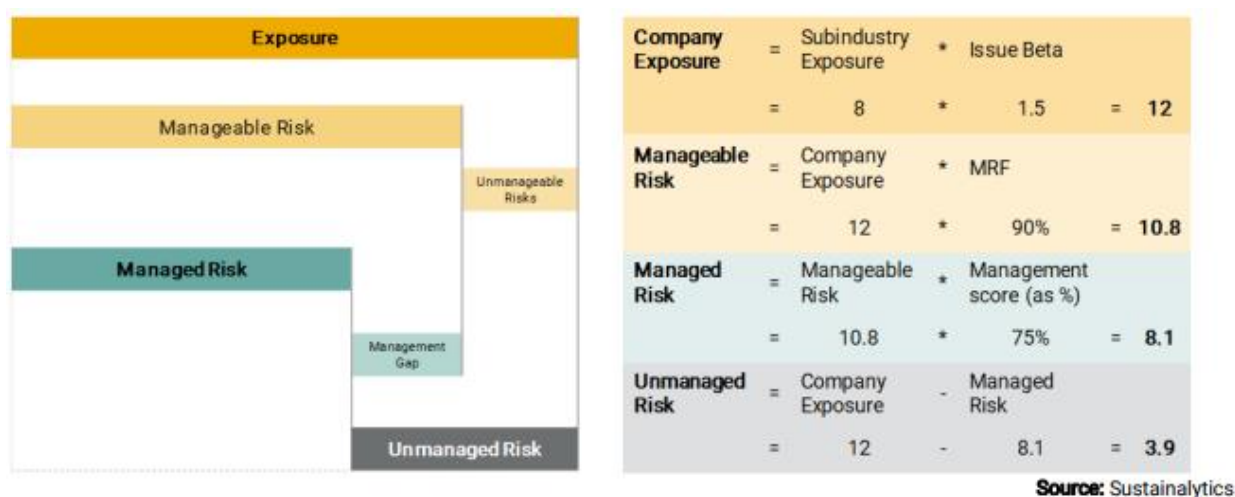 Exposure
Manageable Risk
Unmanageable
Risks
Managed Risk
Management
Gap
Unmanaged Risk
Company
Exposure = Subindustry
Exposure * Issue Beta
= 8 * 1.5 = 12
Manageable
Risk = Company
Exposure * MRF
= 12 * 90% = 10.8
Managed
Risk = Manageable
Risk * Management
score (as %)
= 10.8 * 75% = 8.1
Unmanaged
Risk = Company
Exposure - Managed
Risk
= 12 - 8.1 = 3.9
Source: Sustainalytics